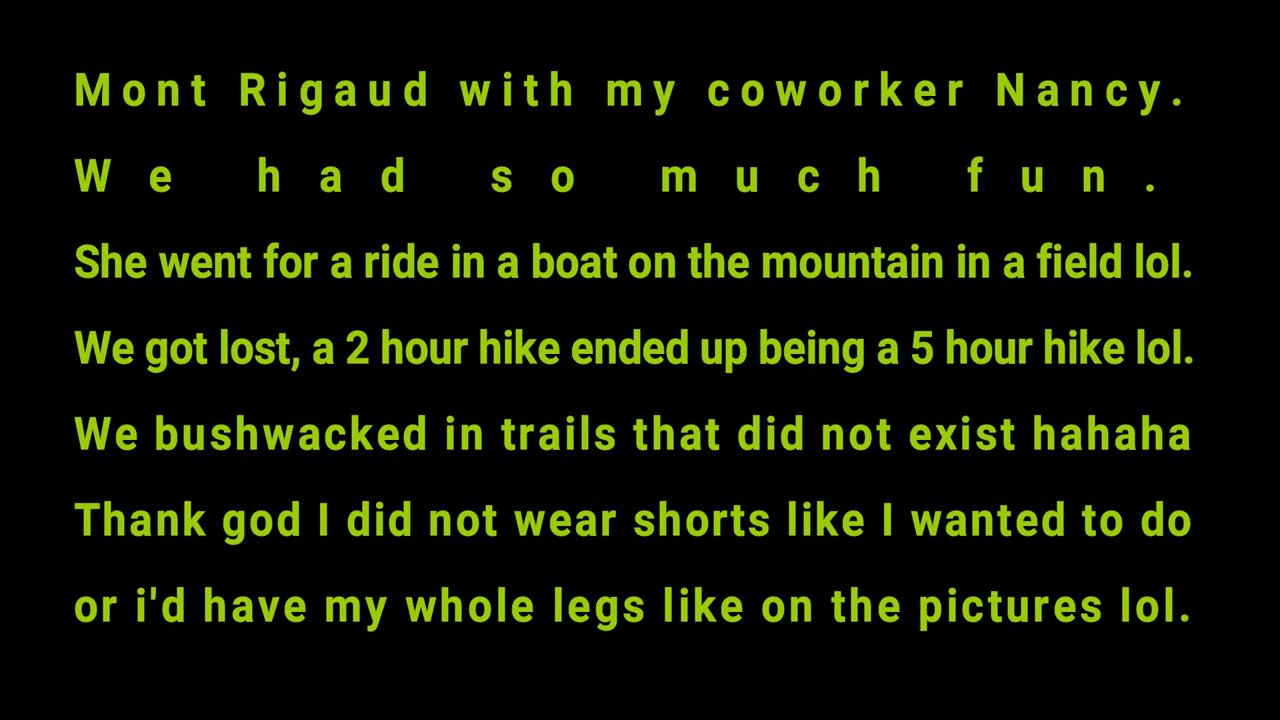 Mont Rigaud with my coworker Nancy.
We had so much fun.
She went for a ride in a boat on the mountain in a field lol.
We got lost, a 2 hour hike ended up being a 5 hour hike lol.
We bushwacked in trails that did not exist hahaha
Thank god I did not wear shorts like I wanted to do
or i'd have my whole legs like on the pictures lol.